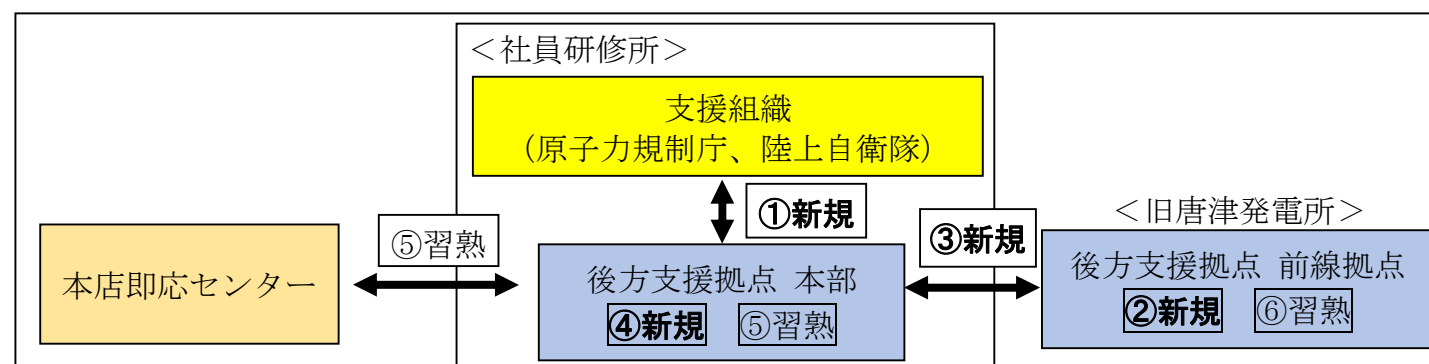 ＜社員研修所＞
支援組織
（原子力規制庁、陸上自衛隊）
①新規
＜旧唐津発電所＞
⑤習熟
③新規
本店即応センター
後方支援拠点 本部
④新規 ⑤習熟
後方支援拠点 前線拠点
②新規 ⑥習熟